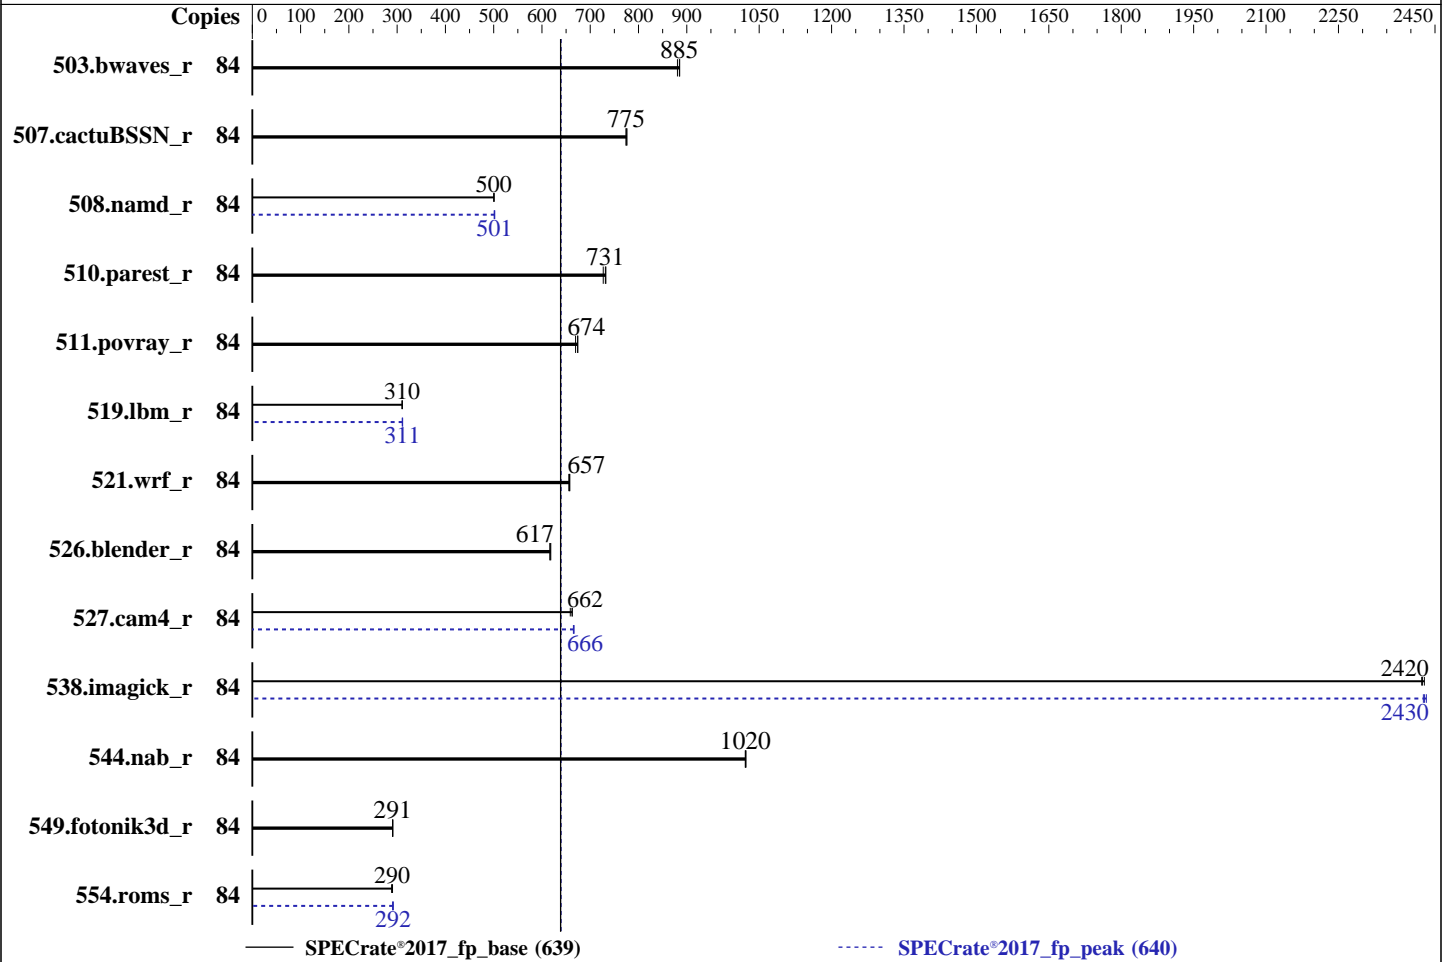 Copies 0 100 200 300 400 500 600 700 800 900 1050 1200 1350 1500 1650 1800 1950 2100 2250 2450
503.bwaves_r 84 885
507.cactuBSSN_r 84 775
508.namd_r 84 500
501
510.parest_r 84 731
511.povray_r 84 674
519.lbm_r 84 310
311
521.wrf_r 84 657
526.blender_r 84 617
527.cam4_r 84 662
666
538.imagick_r 84 2420
2430
544.nab_r 84 1020
549.fotonik3d_r 84 291
554.roms_r 84 290
292
SPECrate®2017_fp_base (639) SPECrate®2017_fp_peak (640)